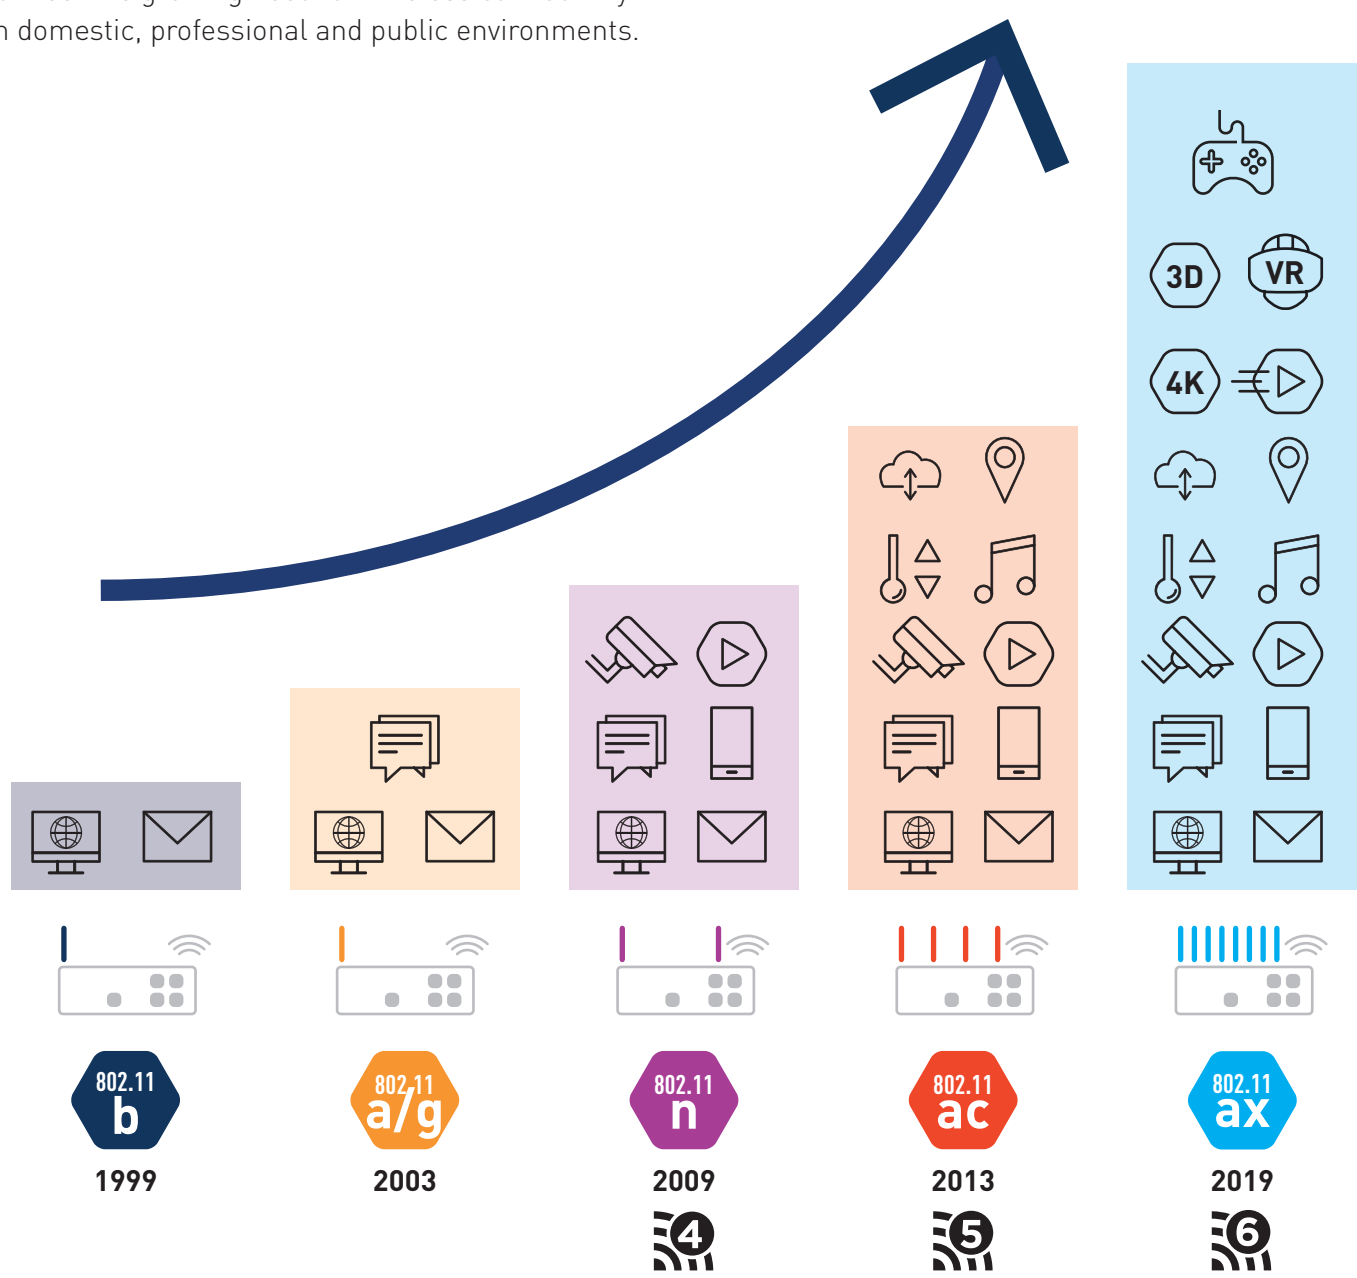 domestic, professional and public environments.
3D
VR
4K
802.11
b
802.11
a/g
802.11
n
802.11
ac
802.11
ax
1999
2003
2009
2013
2019
4
5
6